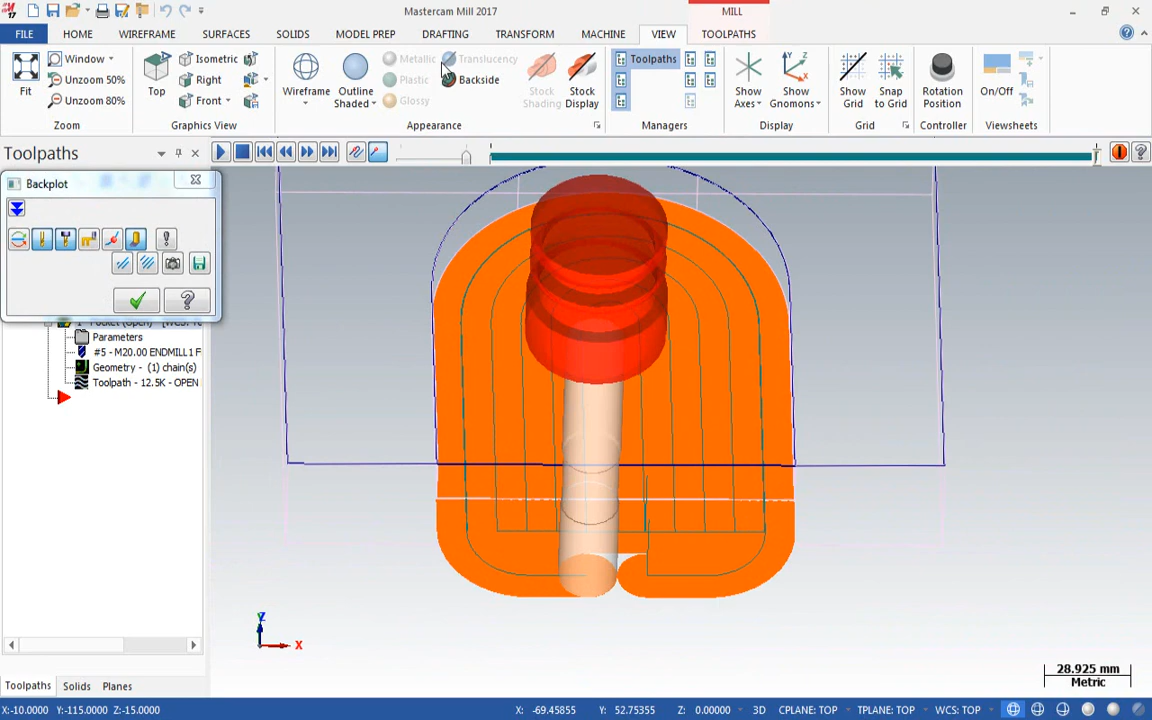 17
Mastercam Mill 2017
MILL
FILE
HOME
WIREFRAME
SURFACES
SOLIDS
MODEL PREP
DRAFTING
TRANSFORM
MACHINE
VIEW
TOOLPATHS
Fit
Window
Unzoom 50%
Unzoom 80%
Zoom
Top
Isometric
Right
Front
Graphics View
Wireframe
Outline
Shaded
Metallic
Plastic
Glossy
Translucency
Backside
Appearance
Stock
Shading
Stock
Display
Toolpaths
Managers
Show
Axes
Show
Gnomons
Display
Show
Grid
Snap
to Grid
Grid
Rotation
Position
Controller
On/Off
Viewsheets
Toolpaths
Backplot
Parameters
#5 - M20.00 ENDMILL1 F
Geometry - (1) chain(s)
Toolpath - 12.5K - OPEN
Z
X
28.925 mm
Metric
Toolpaths
Solids
Planes
X:-10.0000 Y:-115.0000 Z:-15.0000
X: -69.45855 Y: 52.75355 Z: 0.00000 3D CPLANE: TOP TPLANE: TOP WCS: TOP